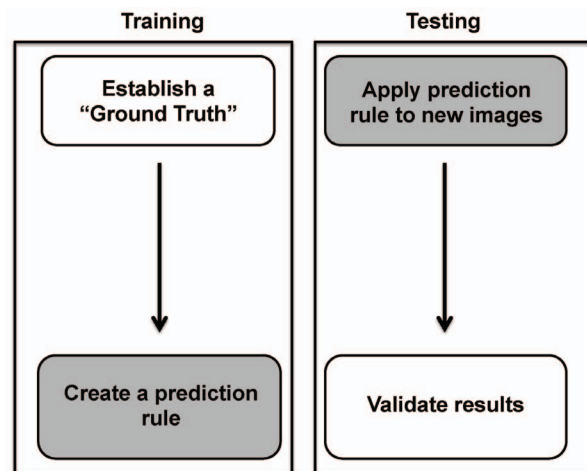 Training
Establish a
“Ground Truth”
Create a prediction
rule
Testing
Apply prediction
rule to new images
Validate results